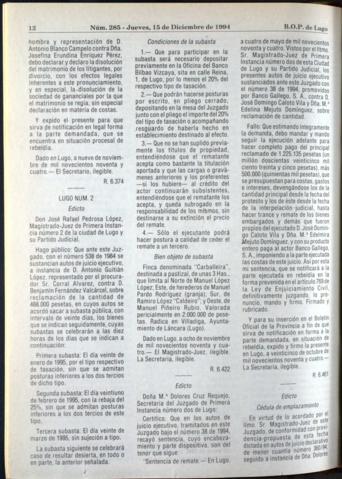 12
Núm. 285 - Jueves, 15 de Diciembre de 1994
B.O.P. de Lugo
nombre y representación de D.
Antonio Blanco Campelo contra Dña.
Josefina Erundina Enríquez Pérez,
debo declarar y declaro la disolución
del matrimonio de los litigantes, por
divorcio, con los efectos legales
inherentes a este pronunciamiento,
y en especial, la disolución de la
sociedad de gananciales por la que
el matrimonio se regía, sin especial
declaración en materia de costas.
Y expido el presente para que
sirva de notificación en legal forma
a la parte demandada, que se
encuentra en situación procesal de
rebeldía.
Dado en Lugo, a nueve de noviem-
bre de mil novecientos noventa y
cuatro. — El Secretario, ilegible.
R. 6.374
LUGO NUM. 2
Edicto
Don José Rafael Pedrosa López,
Magistrado-Juez de Primera Instan-
cia número 2 de la ciudad de Lugo y
su Partido Judicial.
Hago público: Que ante este Juz-
gado, con el número 538 de 1984 se
sustancian autos de juicio ejecutivo,
a instancia de D. Antonio Guitián
López, representado por el procura-
dor Sr. Corral Alvarez, contra D.
Benjamín Fernández Valcárcel, sobre
reclamación de la cantidad de
468.000 pesetas, en cuyos autos se
acordó sacar a subasta pública, con
intervalo de veinte días, los bienes
que se indican seguidamente, cuyas
subastas se celebrarán a las diez
horas de los días que se indican a
continuación:
Primera subasta: El día veinte de
enero de 1995, por el tipo respectivo
de tasación, sin que se admitan
posturas inferiores a los dos tercios
de dicho tipo.
Segunda subasta: El día veintiuno
de febrero de 1995, con la rebaja del
25%, sin que se admitan posturas
inferiores a los dos tercios de este
tipo.
Tercera subasta: El día veinte de
marzo de 1995, sin sujeción a tipo.
La subasta siguiente se celebrará
caso de resultar desierta, en todo o
en parte, la anterior señalada.
Condiciones de la subasta
1.— Que para participar en la
subasta será necesario depositar
previamente en la Oficina del Banco
Bilbao Vizcaya, sita en calle Reina,
1, de Lugo, por lo menos el 20% del
respectivo tipo de tasación.
2.— Que podrán hacerse posturas
por escrito, en pliego cerrado,
depositando en la mesa del Juzgado
junto con el pliego el importe del 20%
del tipo de tasación o acompañando
resguardo de haberla hecho en
establecimiento destinado al efecto.
3.— Que no se han suplido previa-
mente los títulos de propiedad,
entendiéndose que el rematante
acepta como bastante la titulación
aportada y que las cargas o gravá-
menes anteriores y los preferentes
—si los hubiere— al crédito del
actor continuarán subsistentes,
entendiéndose que el rematante los
acepta, y queda subrogado en la
responsabilidad de los mismos, sin
destinarse a su extinción el precio
del remate.
4.— Sólo el ejecutante podrá
hacer postura a calidad de ceder el
remate a un tercero.
Bien objeto de subasta
Finca denominada "Carballeira",
destinada a pastizal, de unas 3 Has.,
que limita al Norte de Manuel López
López; Este, de herederos de Manuel
Pardo Rodríguez (granja); Sur, de
Ramiro López "Caldeiro" y Oeste, de
Manuel Piñeiro Rubio. Valorada
pericialmente en 2.000.000 de pese-
tas. Radica en Villadiga, Ayunta-
miento de Láncara (Lugo).
Dado en Lugo, a ocho de noviembre
de mil novecientos noventa y cua-
tro.— El Magistrado-Juez, ilegible.
La Secretaria, ilegible.
R. 6.422
Edicto
Doña M.ª Dolores Cruz Requejo,
Secretaria del Juzgado de Primera
Instancia número dos de Lugo:
Certifico: Que en los autos de
juicio ejecutivo, tramitados en este
Juzgado bajo el número 38 de 1994,
recayó sentencia, cuyo encabeza-
miento y parte dispositiva, son del
tenor que sigue:
"Sentencia de remate.— En Lugo,
a cuatro de mayo de mil novecientos
noventa y cuatro. Vistos por el Iltmo.
Sr. Magistrado-Juez de Primera
Instancia número dos de esta Ciudad
de Lugo y su Partido Judicial, los
presentes autos de juicio ejecutivo
sustanciados ante este Juzgado con
el número 38 de 1994, promovidos
por Banco Gallego, S. A., contra D.
José Domingo Caloto Vila y Dña. M.ª
Edelmira Mejuto Domínguez, sobre
reclamación de cantidad.
Fallo: Que estimando íntegramente
la demanda, debo mandar y mando
seguir la ejecución adelante para
hacer completo pago del principal
reclamado de 1.225.135 pesetas (un
millón doscientas veinticinco mil
ciento treinta y cinco pesetas), más
500.000 (quinientas mil pesetas), que
se presupuestan para costas, gastos
e intereses, devengándose los de la
cantidad principal desde la fecha del
protesto y los de éste desde la fecha
de la interpelación judicial, hasta
hacer trance y remate de los bienes
embargados y demás que fueran
propios del ejecutado D. José Domin-
go Caloto Vila y Dña. M.ª Edelmira
Mejuto Domínguez, y con su producto
entero pago al actor Banco Gallego,
S. A., imponiendo a la parte ejecutada
las costas de este juicio. Así por esta
mi sentencia, que se notificará a la
parte ejecutada en rebeldía en la
forma prevenida en el artículo 769 de
la Ley de Enjuiciamiento Civil,
definitivamente juzgando, lo pro-
nuncio, mando y firmo. Firmado y
rubricado.
Y para su inserción en el Boletín
Oficial de la Provincia a fin de que
sirva de notificación en forma a la
parte demandada, en situación de
rebeldía, expido y firmo la presente
en Lugo, a veinticinco de octubre de
mil novecientos noventa y cuatro.—
La Secretaria, ilegible.
R. 6.461
Edicto
Cédula de emplazamiento
En virtud de lo acordado por el
Iltmo. Sr. Magistrado-Juez de este
Juzgado, de conformidad con pro-
videncia-propuesta de esta fecha
dictada en autos de juicio declarativo
de menor cuantía número 360/94,
seguido a instancia de Dña. Dolores